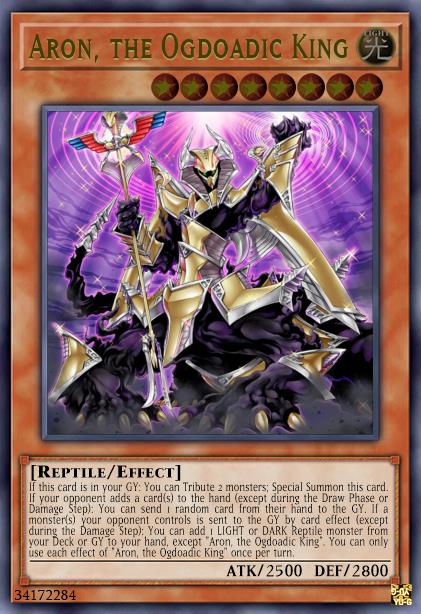 ARON, THE OGDOADIC KING
LIGHT
光
[REPTILE/EFFECT]
If this card is in your GY: You can Tribute 2 monsters; Special Summon this card.
If your opponent adds a card(s) to the hand (except during the Draw Phase or
Damage Step): You can send 1 random card from their hand to the GY. If a
monster(s) your opponent controls is sent to the GY by card effect (except
during the Damage Step): You can add 1 LIGHT or DARK Reptile monster from
your Deck or GY to your hand, except "Aron, the Ogdoadic King". You can only
use each effect of "Aron, the Ogdoadic King" once per turn.
ATK/2500 DEF/2800
34172284